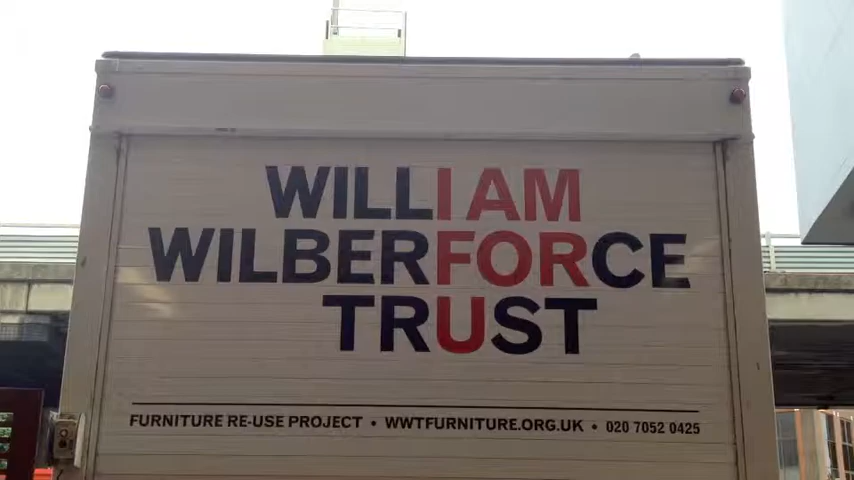 WILLIAM
WILBERFORCE
TRUST
FURNITURE RE-USE PROJECT • WWTFURNITURE.ORG.UK • 020 7052 0425